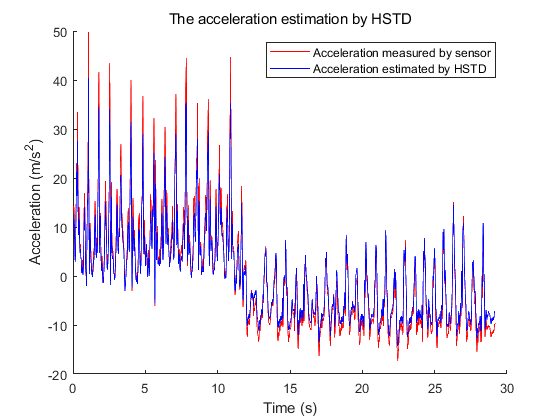 The acceleration estimation by HSTD
Acceleration measured by sensor
Acceleration estimated by HSTD
Acceleration (m/s²)
50
40
30
20
10
0
-10
-20
0 5 10 15 20 25 30
Time (s)